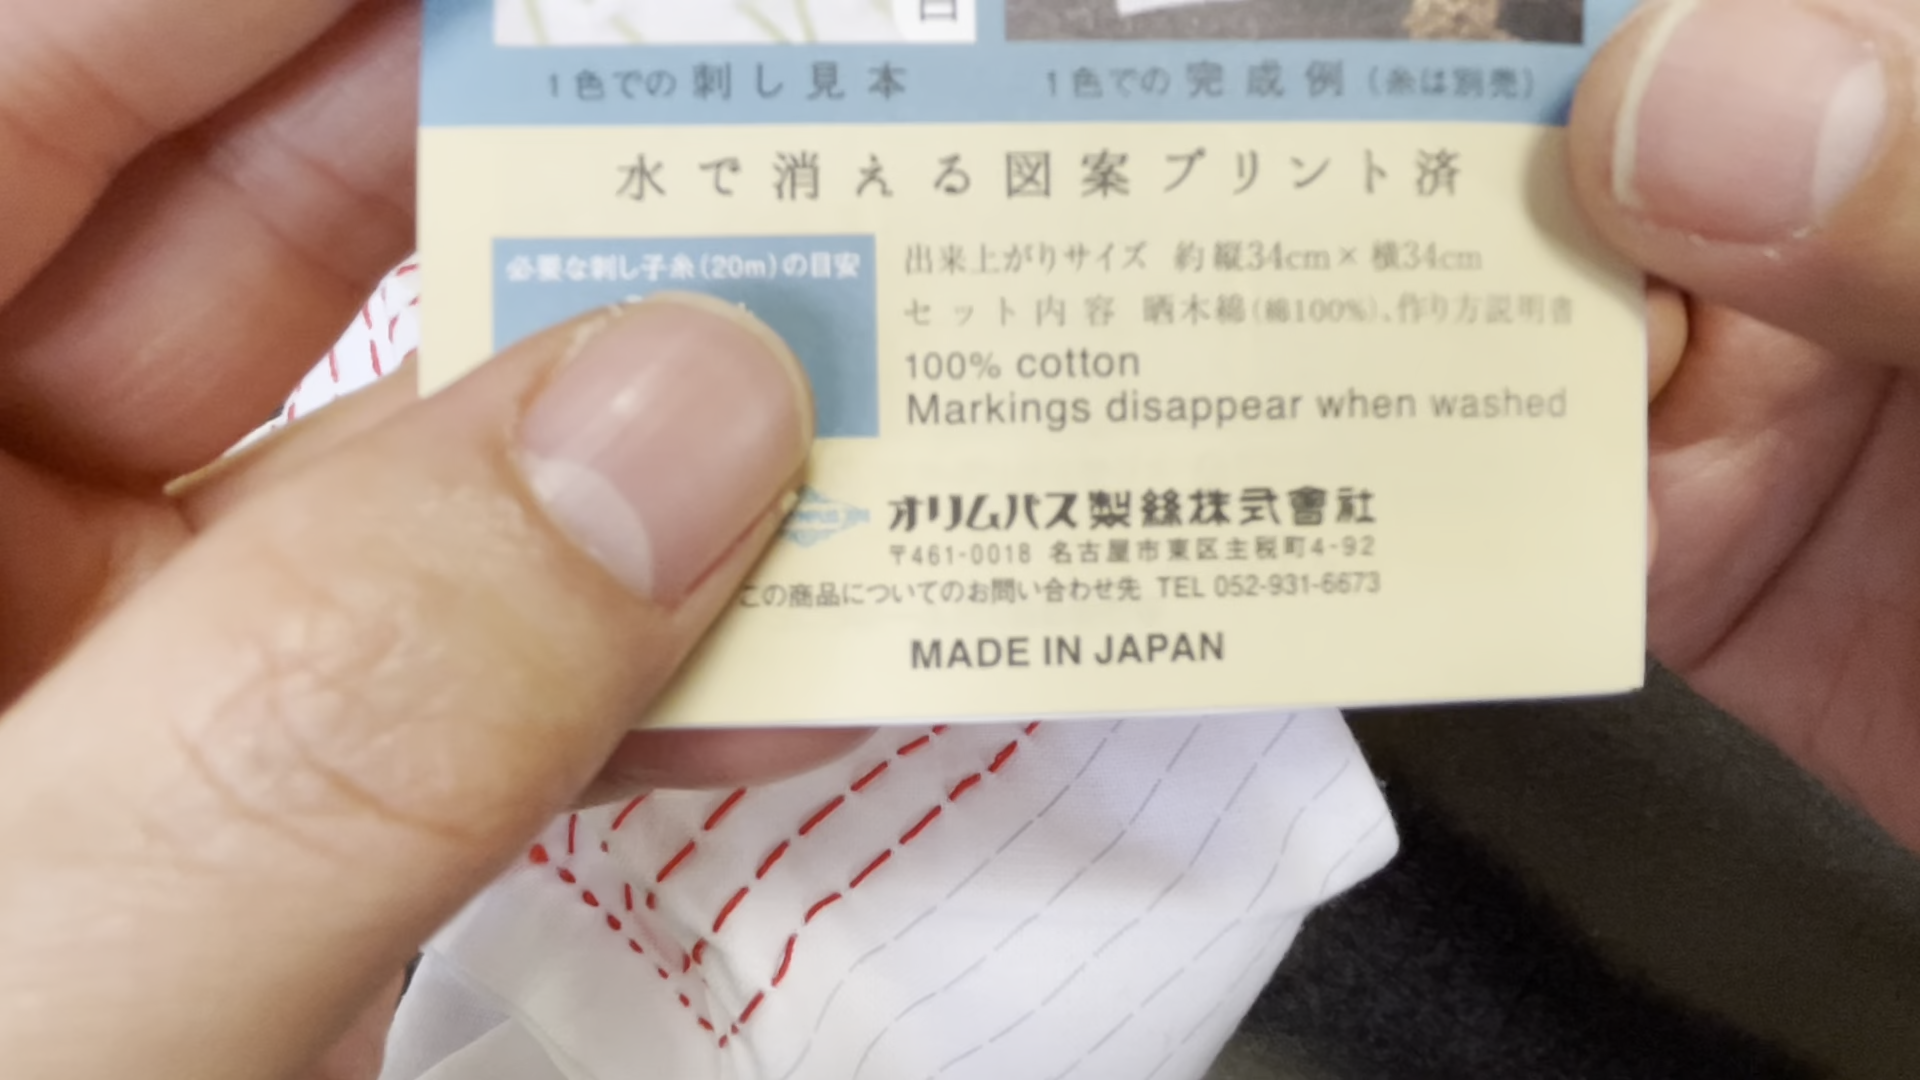 白
1色での刺し見本
1色での完成例(糸は別売)
水で消える図案プリント済
必要な刺し子糸(20m)の目安
出来上がりサイズ 約 縦34cm×横34cm
セット内容 晒木綿(綿100%)、作り方説明書
100% cotton
Markings disappear when washed
オリムパス製絲株式會社
〒461-0018 名古屋市東区主税町4-92
この商品についてのお問い合わせ先 TEL 052-931-6673
MADE IN JAPAN